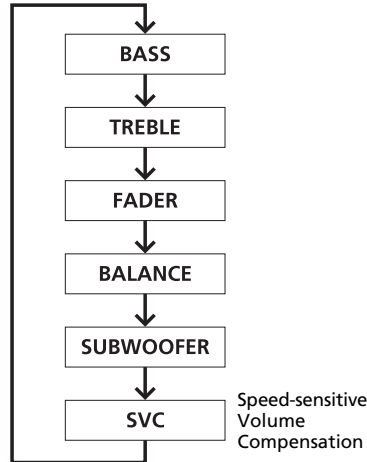 BASS
TREBLE
FADER
BALANCE
SUBWOOFER
SVC
Speed-sensitive
Volume
Compensation